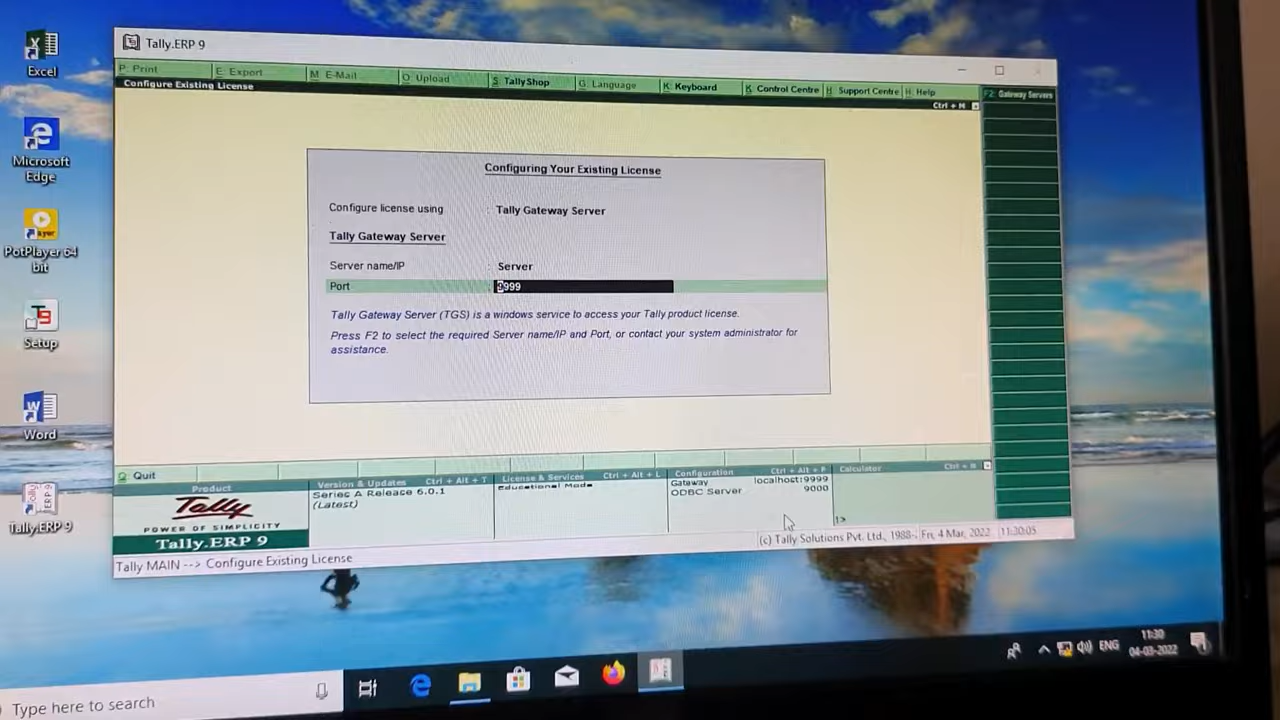 Excel
Microsoft
Edge
PotPlayer 64
bit
Setup
Word
Tally.ERP 9
Tally.ERP 9
P: Print
E: Export
M: E-Mail
O: Upload
S: TallyShop
G: Language
K: Keyboard
K: Control Centre
H: Support Centre
H: Help
F2: Gateway Servers
Configure Existing License
Ctrl + M
Configuring Your Existing License
Configure license using : Tally Gateway Server
Tally Gateway Server
Server name/IP : Server
Port : 9999
Tally Gateway Server (TGS) is a windows service to access your Tally product license.
Press F2 to select the required Server name/IP and Port, or contact your system administrator for
assistance.
Q: Quit
Product
Tally
POWER OF SIMPLICITY
Tally.ERP 9
Version & Updates Ctrl + Alt + T
Series A Release 6.0.1
(Latest)
License & Services Ctrl + Alt + L
Educational Mode
Configuration Ctrl + Alt + F
Gateway localhost:9999
ODBC Server 9000
Calculator Ctrl + N
1>
(c) Tally Solutions Pvt. Ltd., 1988-
Fri, 4 Mar, 2022
11:30:05
Tally MAIN --> Configure Existing License
Type here to search
ENG
11:30
04-03-2022